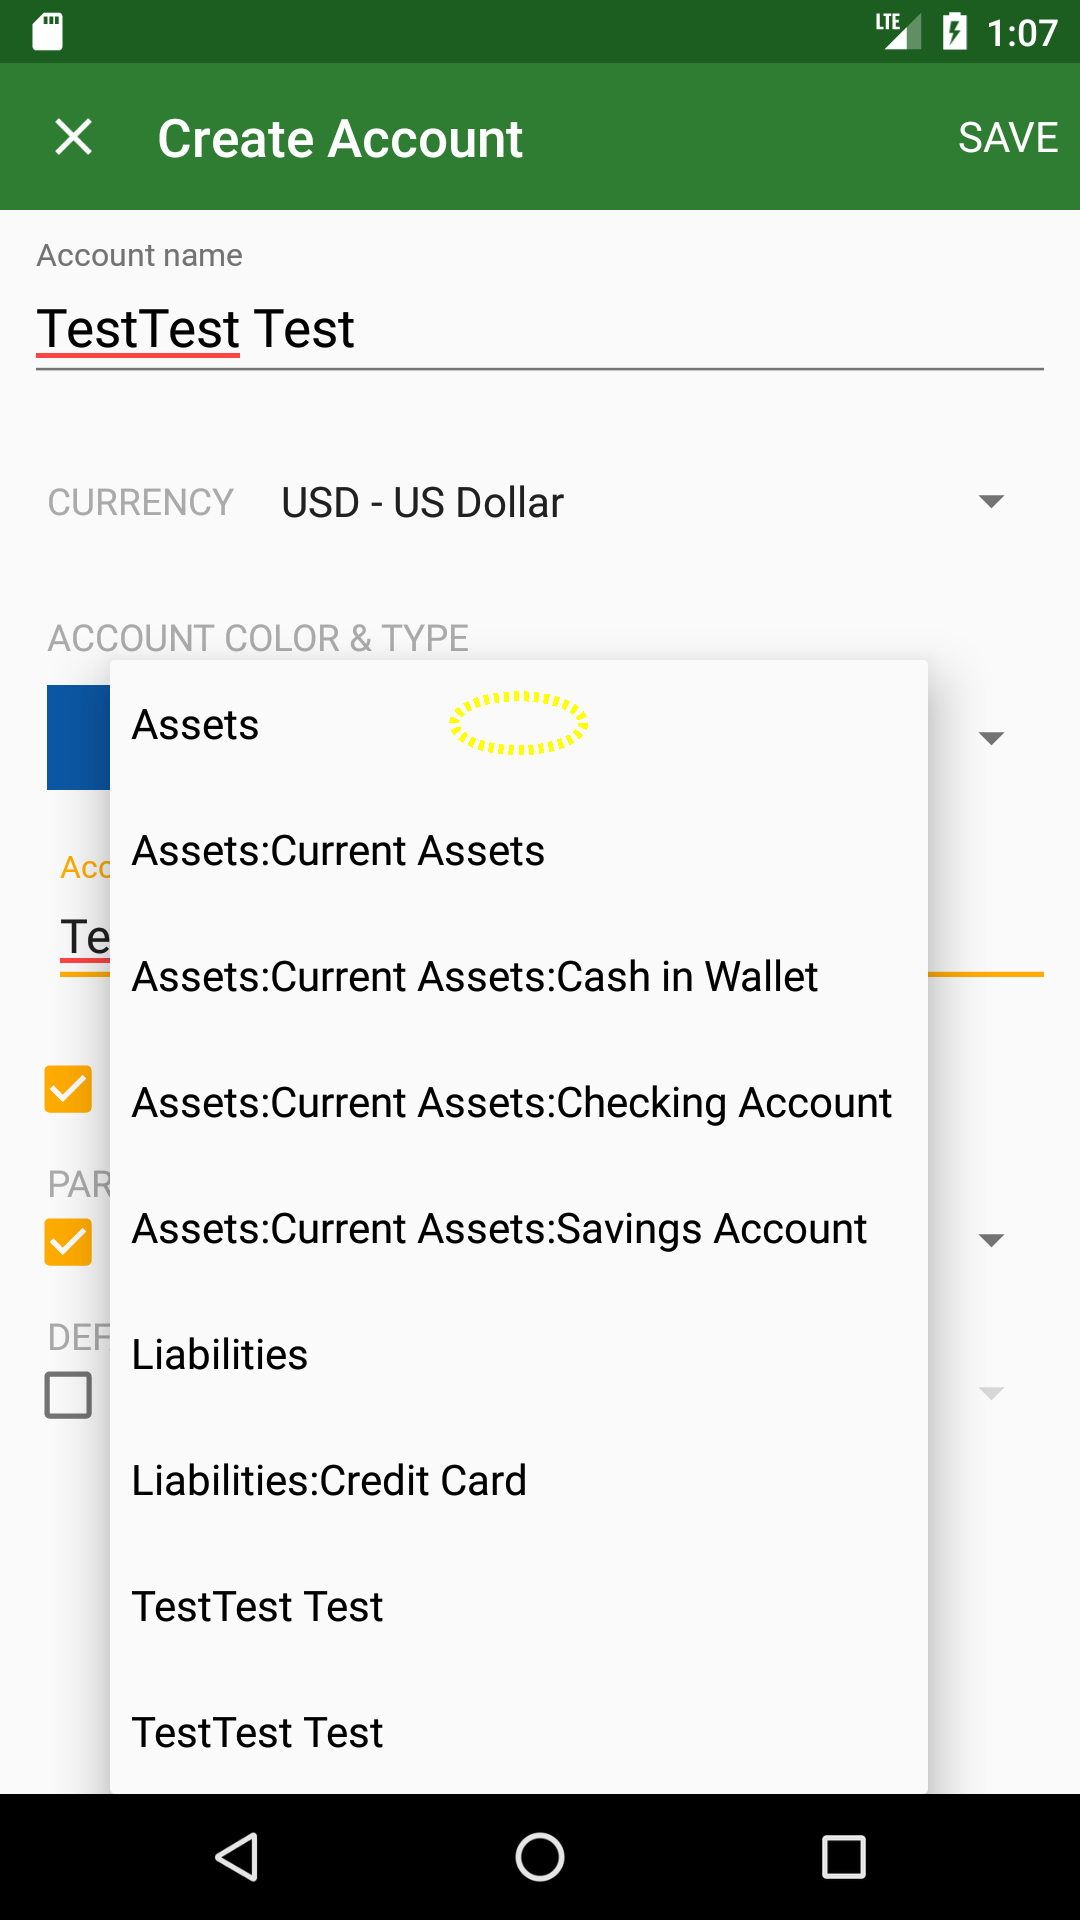 LTE 1:07
Create Account SAVE
Account name
TestTest Test
CURRENCY USD - US Dollar
ACCOUNT COLOR & TYPE
Assets
Assets:Current Assets
Acc
Te
Assets:Current Assets:Cash in Wallet
Assets:Current Assets:Checking Account
PAR
Assets:Current Assets:Savings Account
DEF
Liabilities
Liabilities:Credit Card
TestTest Test
TestTest Test